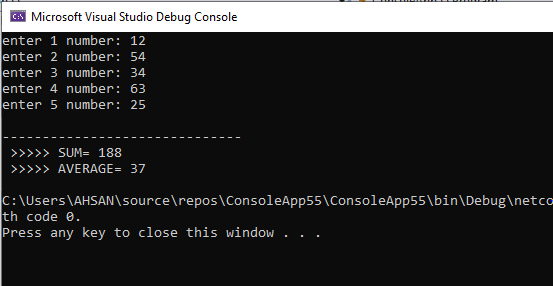 Microsoft Visual Studio Debug Console
enter 1 number: 12
enter 2 number: 54
enter 3 number: 34
enter 4 number: 63
enter 5 number: 25
------------------------------
>>>>> SUM= 188
>>>>> AVERAGE= 37
C:\Users\AHSAN\source\repos\ConsoleApp55\ConsoleApp55\bin\Debug\netco
th code 0.
Press any key to close this window . . .